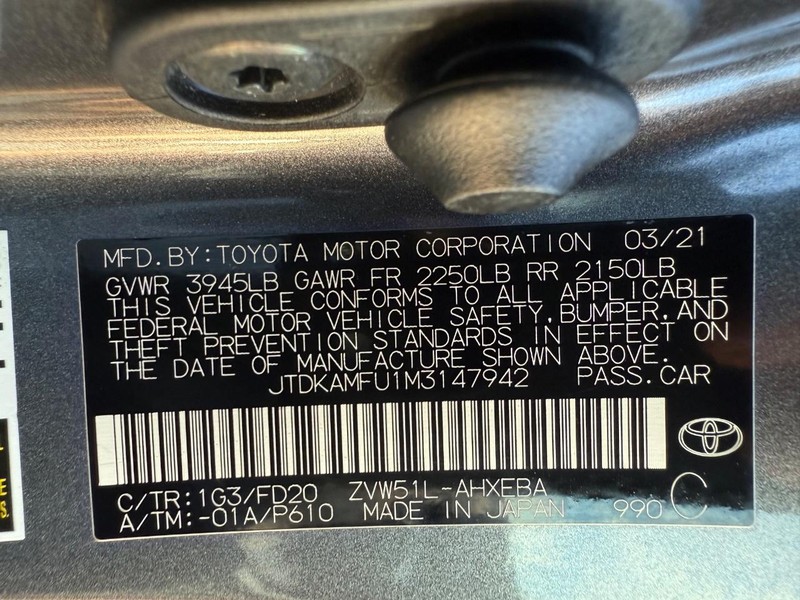 MFD.BY:TOYOTA MOTOR CORPORATION 03/21
GVWR 3945LB GAWR FR 2250LB RR 2150LB
THIS VEHICLE CONFORMS TO ALL APPLICABLE
FEDERAL MOTOR VEHICLE SAFETY,BUMPER,AND
THEFT PREVENTION STANDARDS IN EFFECT ON
THE DATE OF MANUFACTURE SHOWN ABOVE.
JTDKAMFU1M3147942 PASS.CAR
C/TR:1G3/FD20 ZVW51L-AHXEBA C
A/TM:-01A/P610 MADE IN JAPAN 990